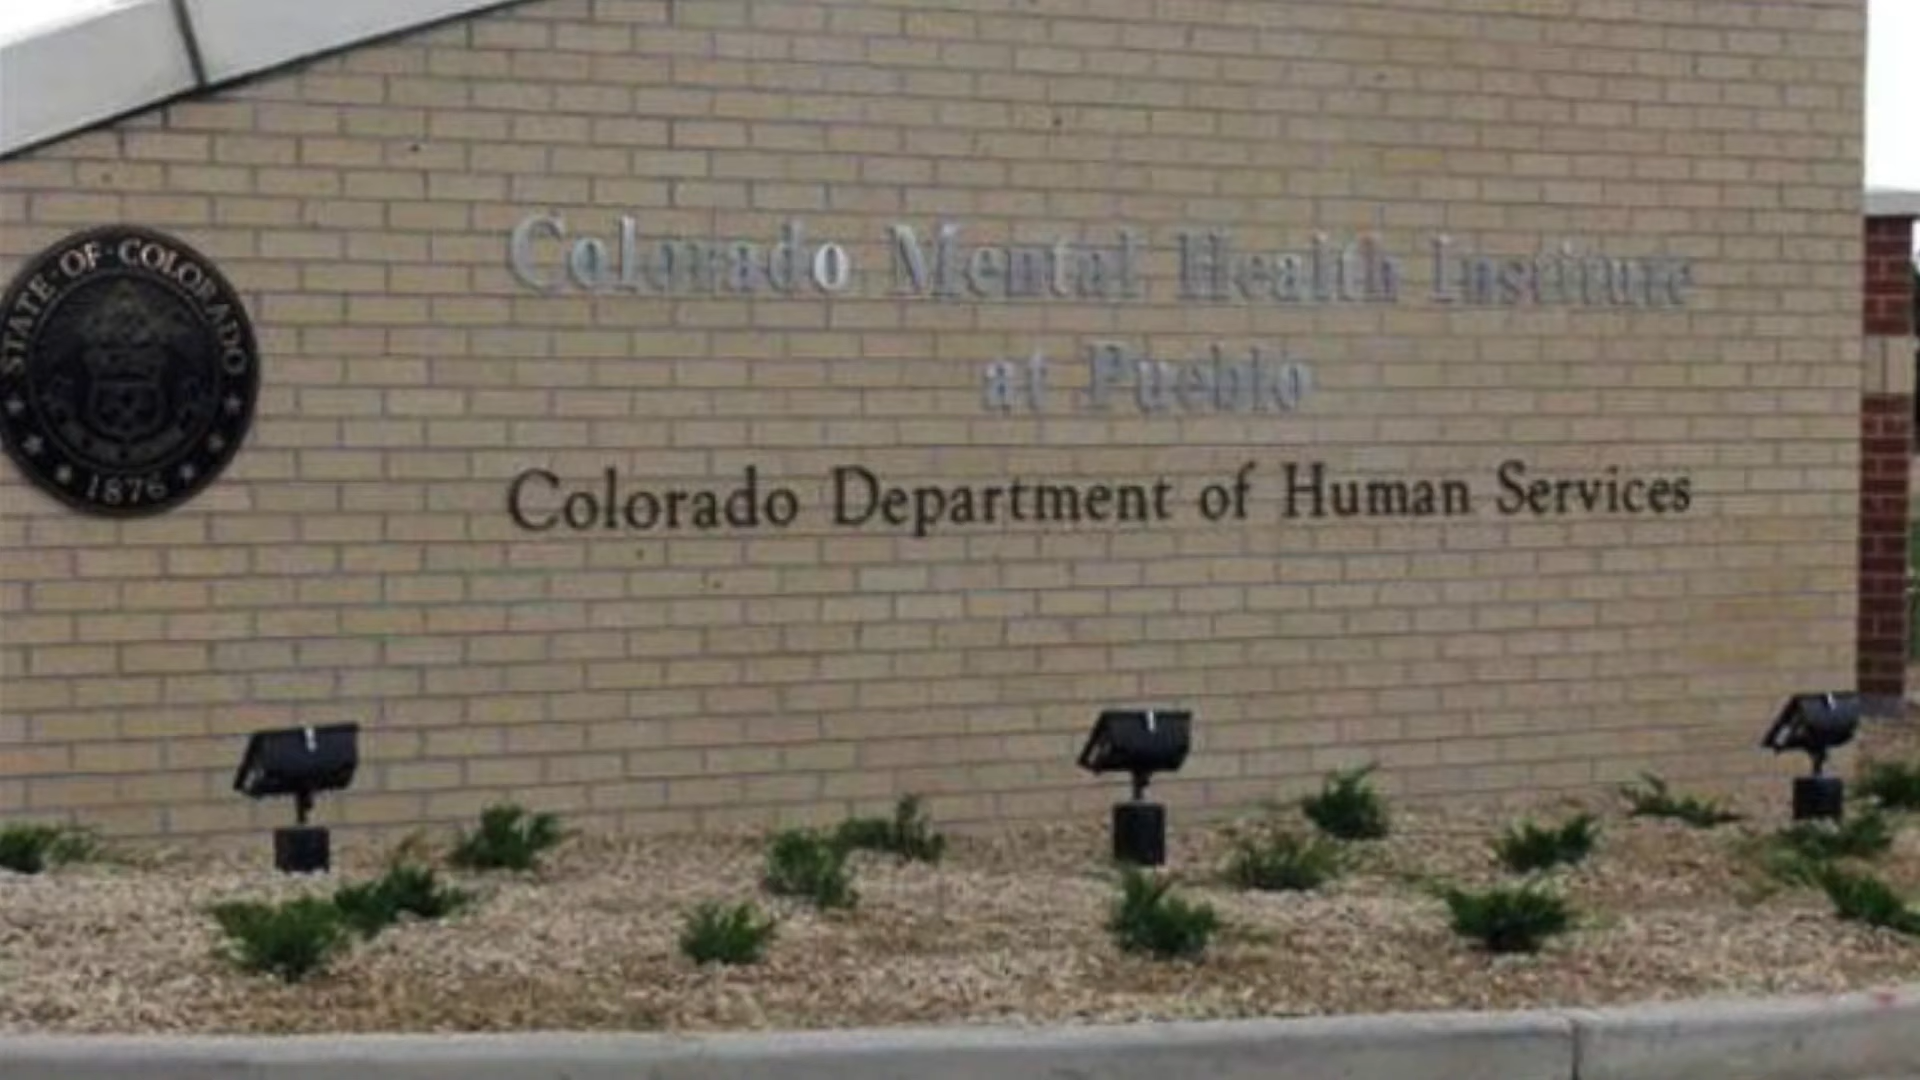 STATE OF COLORADO
1876
Colorado Mental Health Institute
at Pueblo
Colorado Department of Human Services